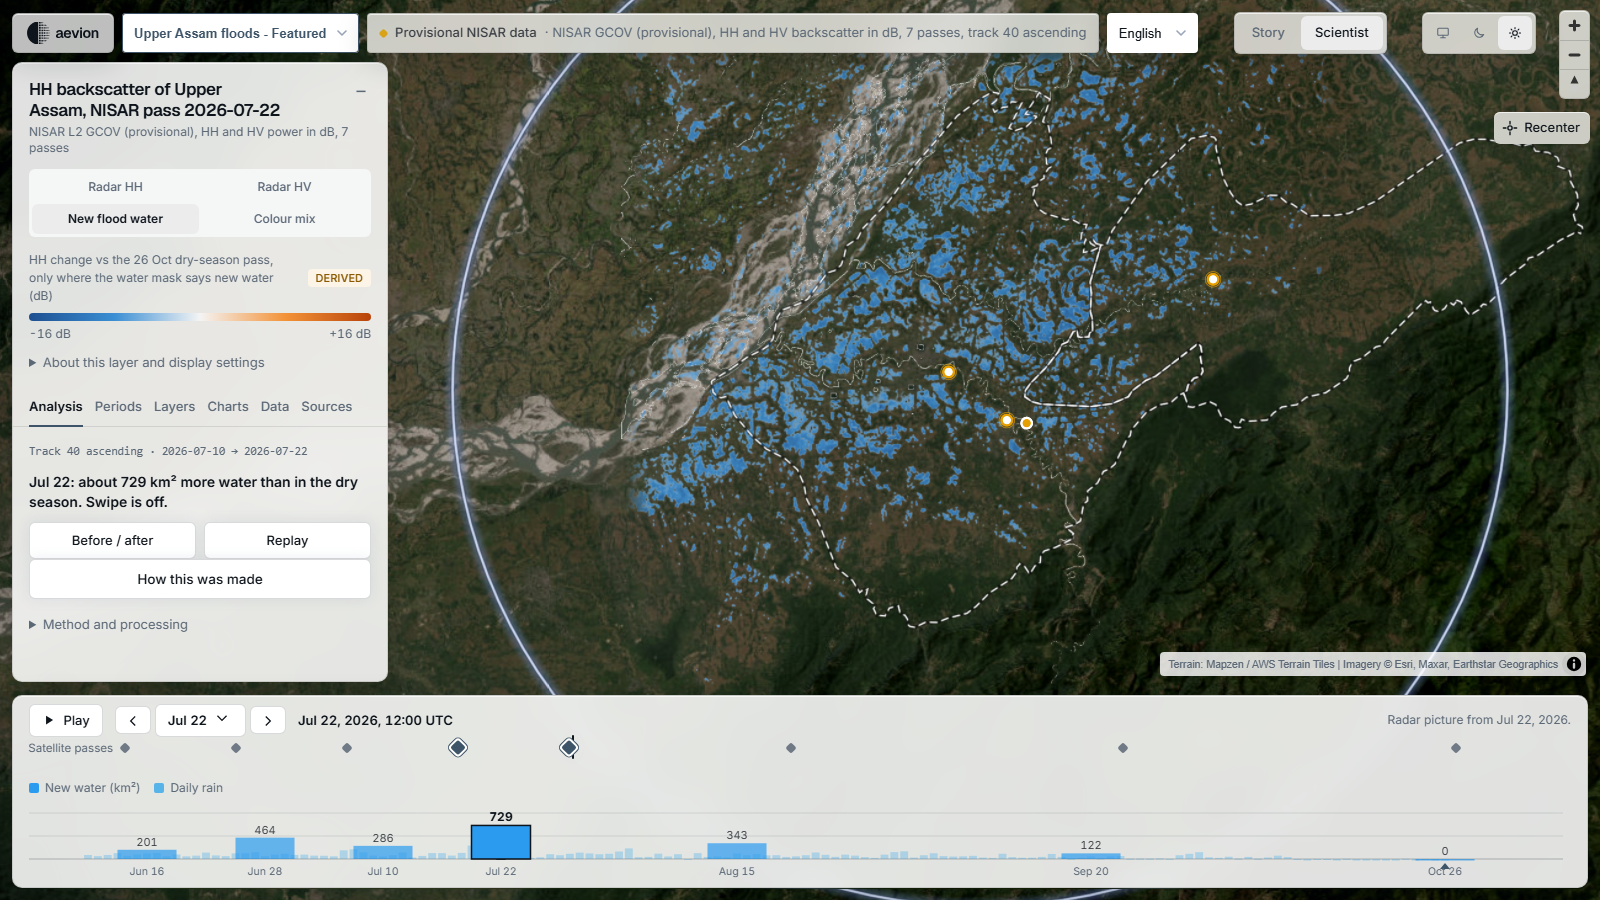 aevion
Upper Assam floods - Featured
Provisional NISAR data · NISAR GCOV (provisional), HH and HV backscatter in dB, 7 passes, track 40 ascending
English
Story
Scientist
Recenter
HH backscatter of Upper
Assam, NISAR pass 2026-07-22
NISAR L2 GCOV (provisional), HH and HV power in dB, 7
passes
Radar HH
Radar HV
New flood water
Colour mix
HH change vs the 26 Oct dry-season pass,
only where the water mask says new water
(dB)
DERIVED
-16 dB
+16 dB
About this layer and display settings
Analysis
Periods
Layers
Charts
Data
Sources
Track 40 ascending · 2026-07-10 → 2026-07-22
Jul 22: about 729 km² more water than in the dry
season. Swipe is off.
Before / after
Replay
How this was made
Method and processing
Terrain: Mapzen / AWS Terrain Tiles | Imagery © Esri, Maxar, Earthstar Geographics
Play
Jul 22
Jul 22, 2026, 12:00 UTC
Radar picture from Jul 22, 2026.
Satellite passes
New water (km²)
Daily rain
201
464
286
729
343
122
0
Jun 16
Jun 28
Jul 10
Jul 22
Aug 15
Sep 20
Oct 26